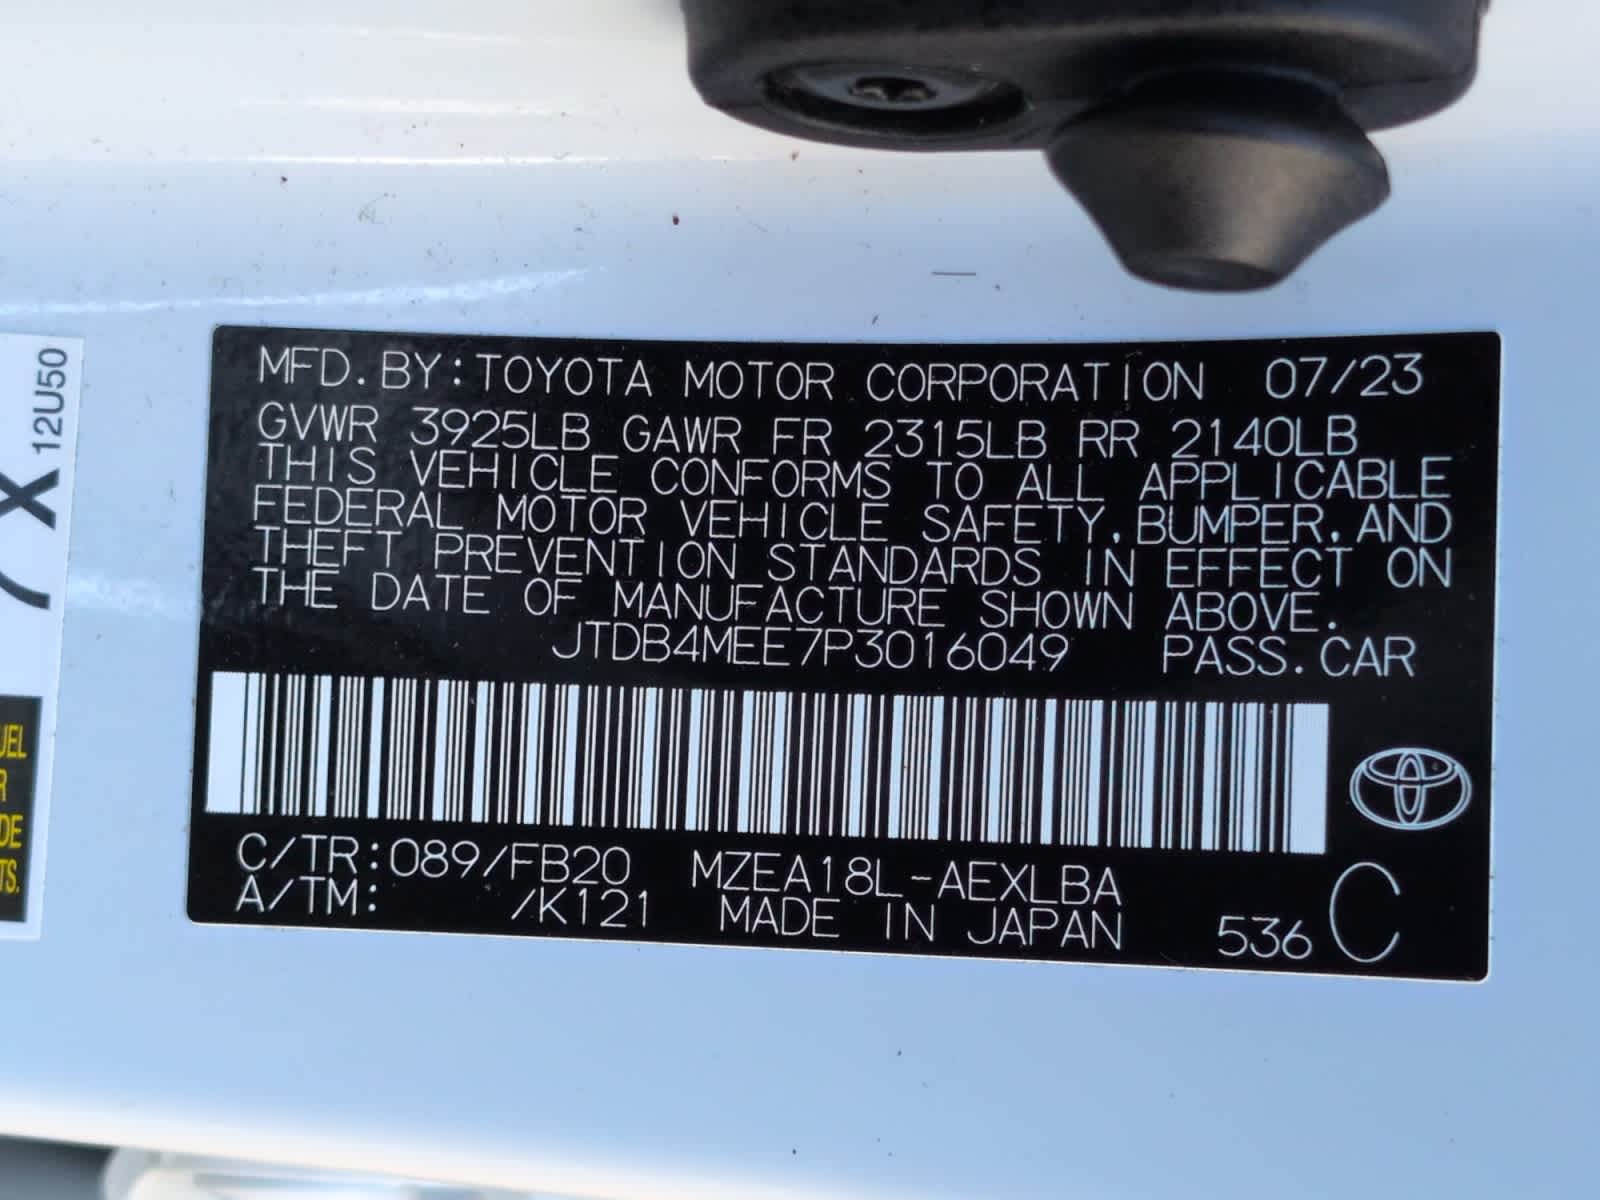 MFD. BY: TOYOTA MOTOR CORPORATION 07/23
GVWR 3925LB GAWR FR 2315LB RR 2140LB
THIS VEHICLE CONFORMS TO ALL APPLICABLE
FEDERAL MOTOR VEHICLE SAFETY, BUMPER, AND
THEFT PREVENTION STANDARDS IN EFFECT ON
THE DATE OF MANUFACTURE SHOWN ABOVE.
JTDB4MEE7P3016049 PASS. CAR
C/TR: 089/FB20 MZEA18L-AEXLBA
A/TM: /K121 MADE IN JAPAN 536 C
12U50